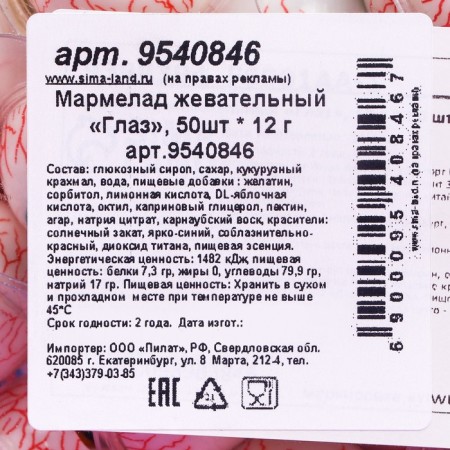 арт. 9540846
www.sima-land.ru (на правах рекламы)
Мармелад жевательный
«Глаз», 50шт * 12 г
арт.9540846
Состав: глюкозный сироп, сахар, кукурузный
крахмал, вода, пищевые добавки : желатин,
сорбитол, лимонная кислота, DL-яблочная
кислота, октил, каприновый глицерол, пектин,
агар, натрия цитрат, карнаубский воск, красители:
солнечный закат, ярко-синий, соблазнительно-
красный, диоксид титана, пищевая эсенция.
Энергетическая ценность: 1482 кДж, пищевая
ценность: белки 7,3 гр, жиры 0, углеводы 79,9 гр,
натрий 17 гр. Пищевая ценность: Хранить в сухом
и прохладном месте при температуре не выше
45°C
Срок годности: 2 года. Дата изгот.:
Импортер: ООО «Пилат», РФ, Свердловская обл.
620085 г. Екатеринбург, ул. 8 Марта, 212-4, тел.
+7(343)379-03-85
EAC
6 900095 408467